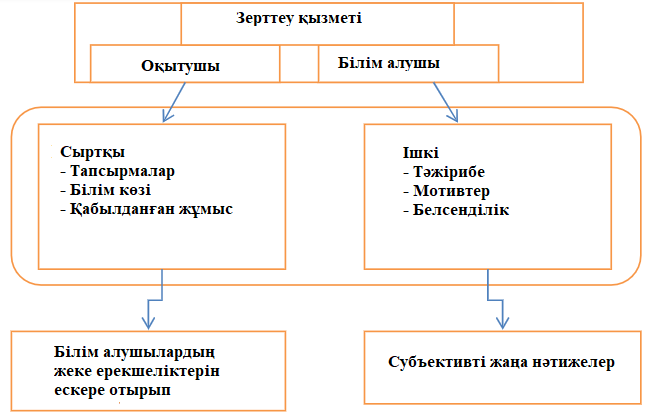 Зерттеу қызметі
Оқытушы
Білім алушы
Сыртқы
- Тапсырмалар
- Білім көзі
- Қабылданған жұмыс
Ішкі
- Тәжірибе
- Мотивтер
- Белсенділік
Білім алушылардың
жеке ерекшеліктерін
ескере отырып
Субъективті жаңа нәтижелер